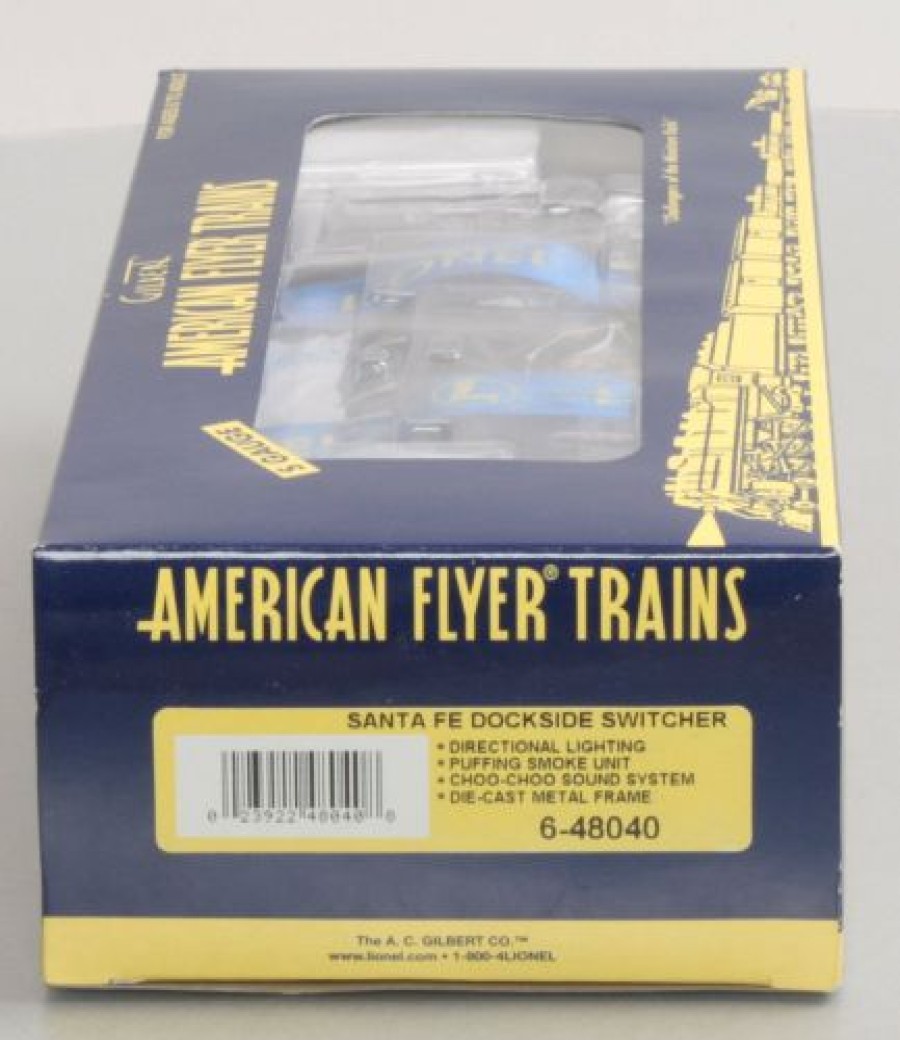 Gilbert
AMERICAN FLYER TRAINS
S GAUGE
AMERICAN FLYER® TRAINS
SANTA FE DOCKSIDE SWITCHER
• DIRECTIONAL LIGHTING
• PUFFING SMOKE UNIT
• CHOO-CHOO SOUND SYSTEM
• DIE-CAST METAL FRAME
0 23922 48040 8
6-48040
The A. C. GILBERT CO.™
www.lionel.com • 1-800-4LIONEL